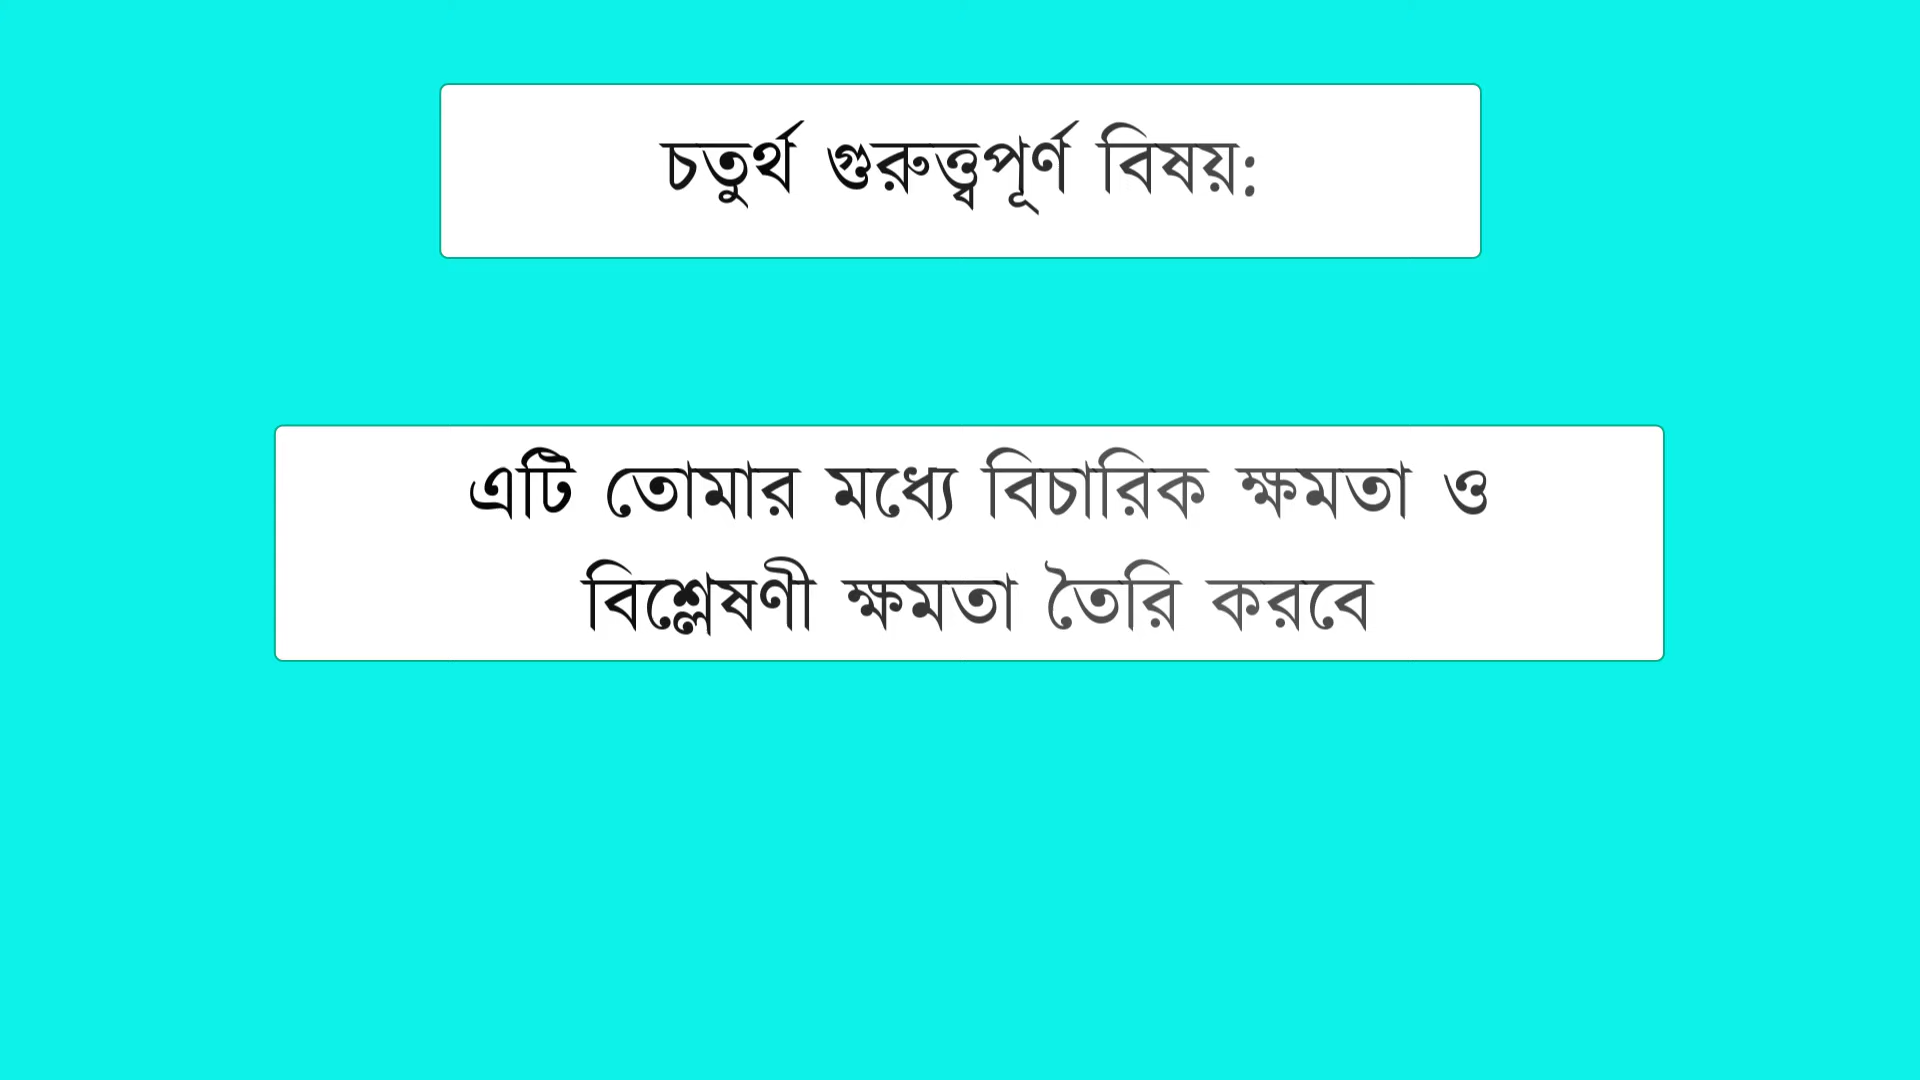 চতুর্থ গুরুত্ত্বপূর্ণ বিষয়:
এটি তোমার মধ্যে বিচারিক ক্ষমতা ও
বিশ্লেষণী ক্ষমতা তৈরি করবে